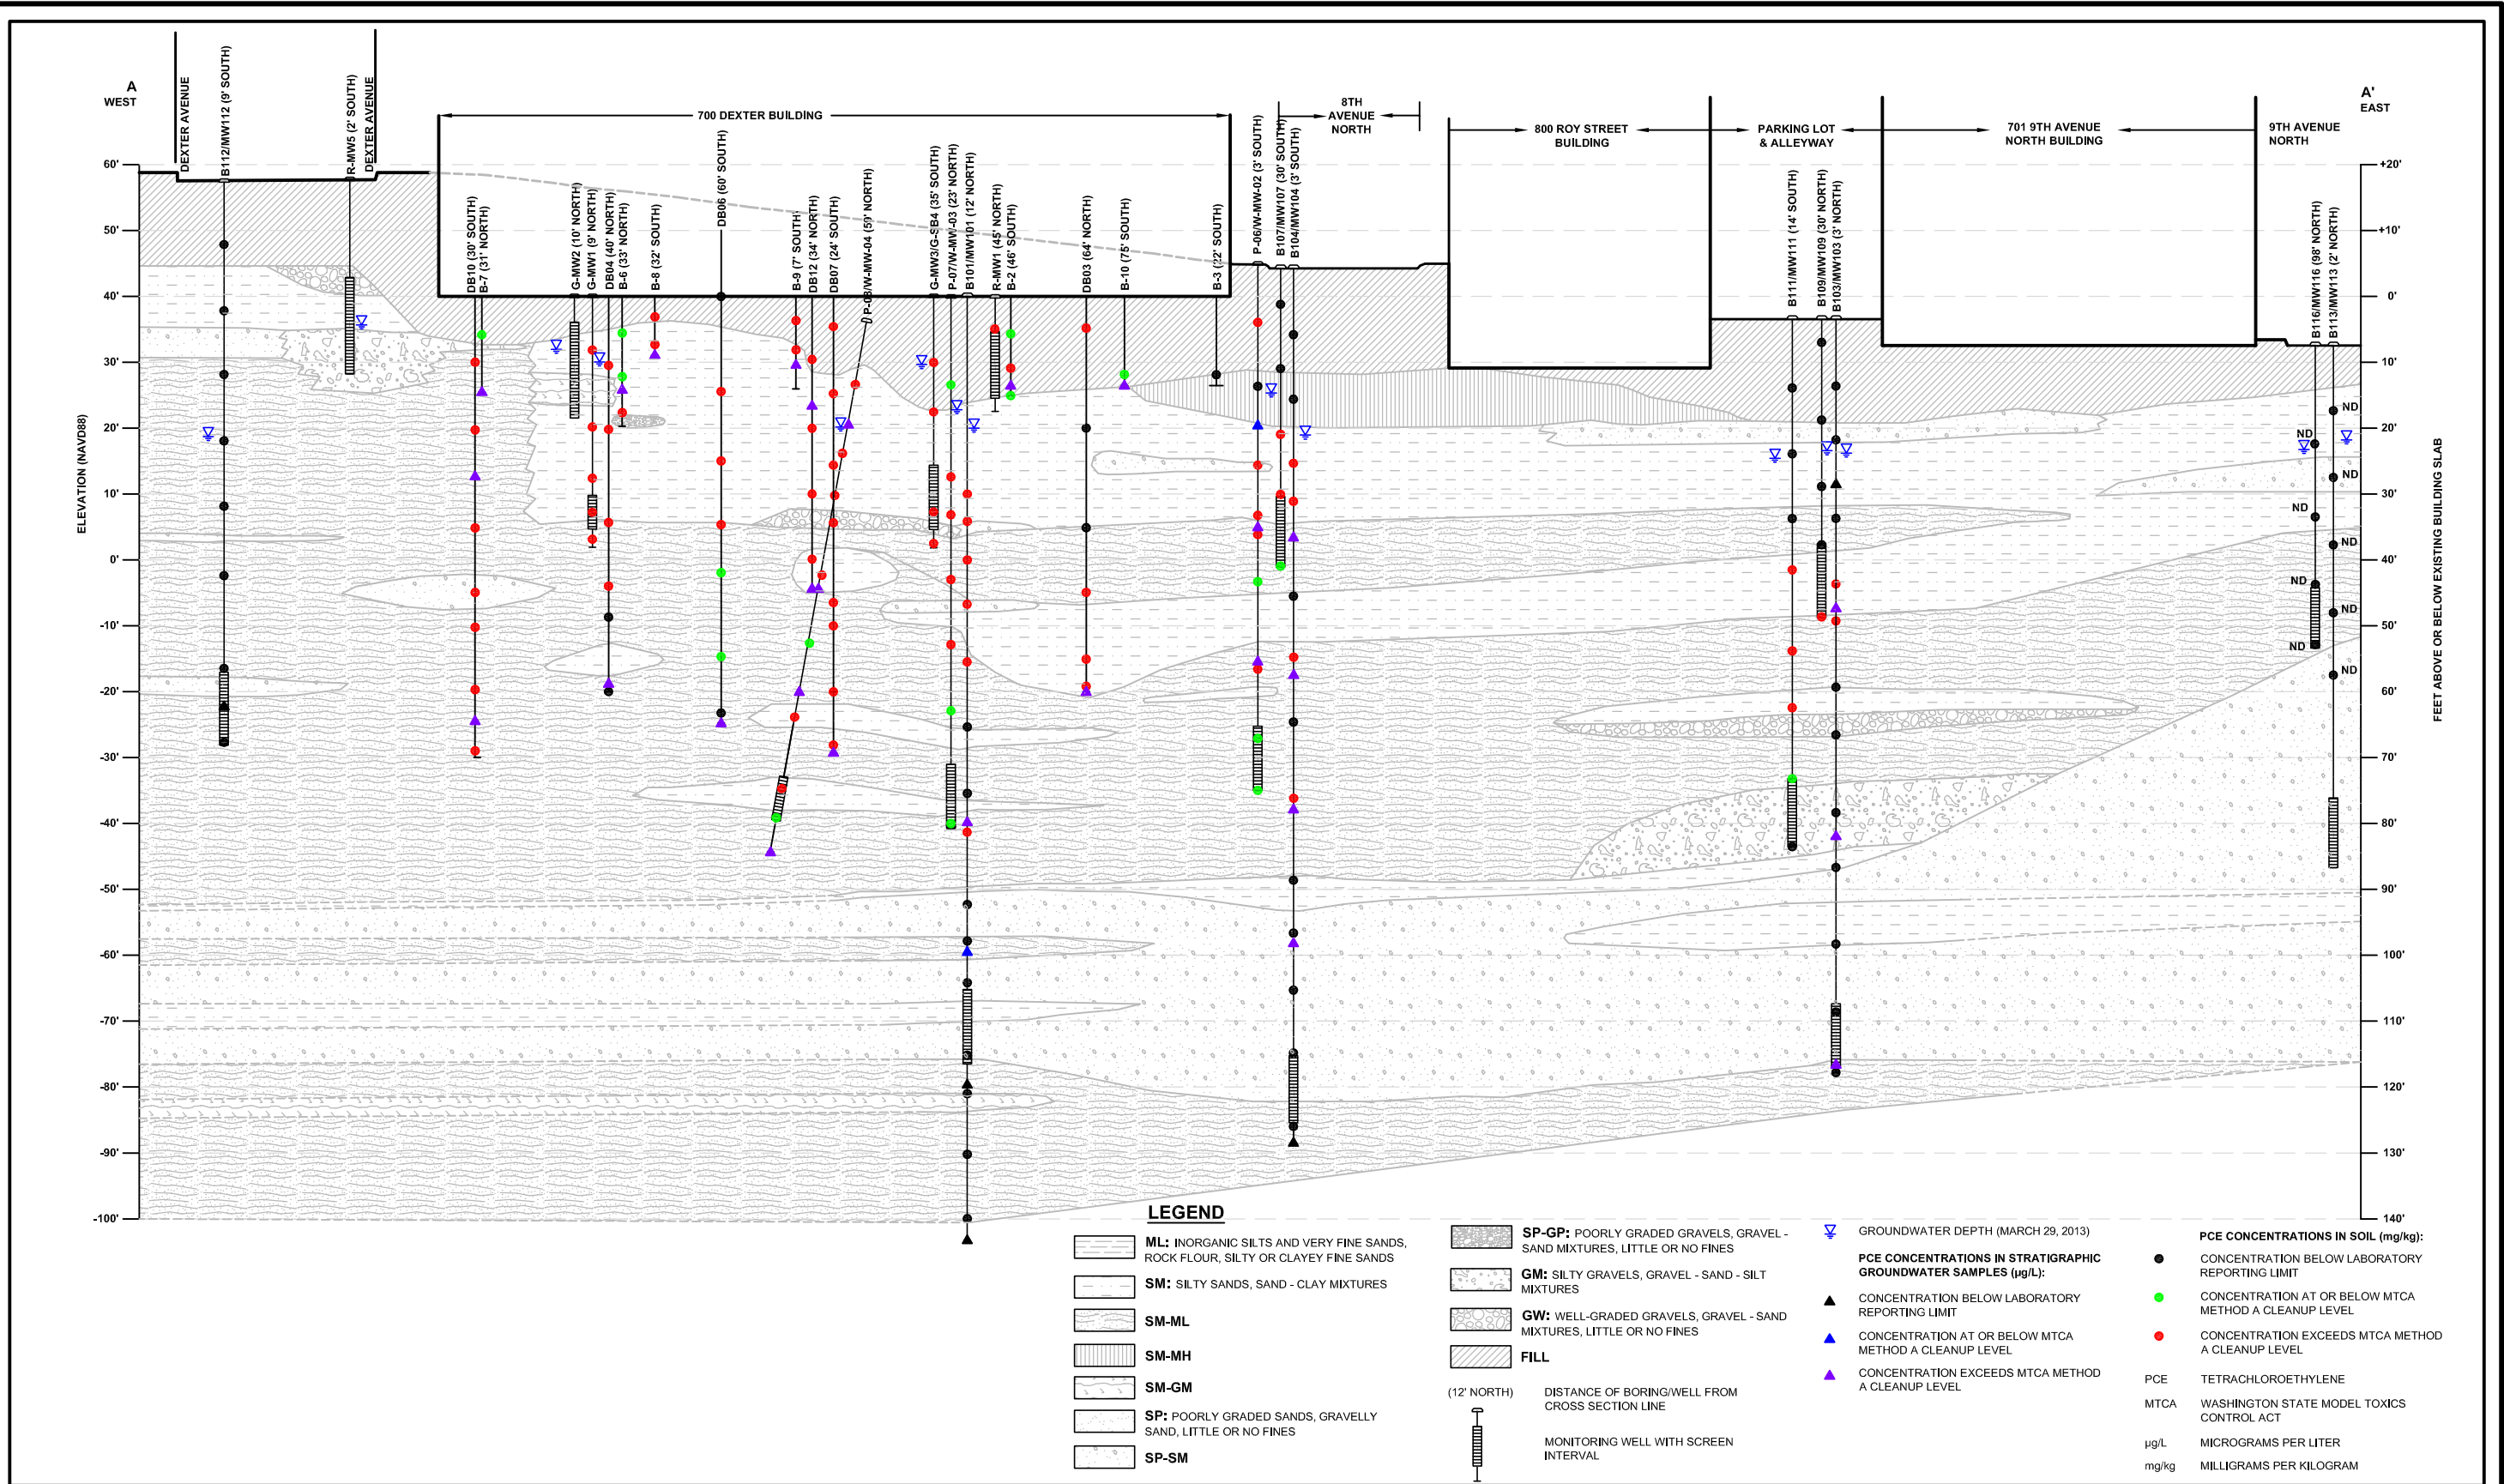 A
WEST
DEXTER AVENUE
B112/MW112 (9' SOUTH)
R-MW5 (2' SOUTH)
DEXTER AVENUE
700 DEXTER BUILDING
8TH
AVENUE
NORTH
800 ROY STREET
BUILDING
PARKING LOT
& ALLEYWAY
701 9TH AVENUE
NORTH BUILDING
9TH AVENUE
NORTH
A'
EAST
DB10 (30' SOUTH)
B-7 (31' NORTH)
G-MW2 (10' NORTH)
G-MW1 (9' NORTH)
DB04 (40' NORTH)
B-6 (33' NORTH)
B-8 (32' SOUTH)
DB06 (60' SOUTH)
B-9 (7' SOUTH)
DB12 (34' NORTH)
DB07 (24' SOUTH)
P-08/W-MW-04 (59' NORTH)
G-MW3/G-SB4 (35' SOUTH)
P-07/W-MW-03 (23' NORTH)
B101/MW101 (12' NORTH)
R-MW1 (45' NORTH)
B-2 (46' SOUTH)
DB03 (64' NORTH)
B-10 (75' SOUTH)
B-3 (22' SOUTH)
P-06/W-MW-02 (3' SOUTH)
B107/MW107 (30' SOUTH)
B104/MW104 (3' SOUTH)
B111/MW111 (14' SOUTH)
B109/MW109 (30' NORTH)
B103/MW103 (3' NORTH)
B116/MW116 (98' NORTH)
B113/MW113 (2' NORTH)
ELEVATION (NAVD88)
60'
50'
40'
30'
20'
10'
0'
-10'
-20'
-30'
-40'
-50'
-60'
-70'
-80'
-90'
-100'
FEET ABOVE OR BELOW EXISTING BUILDING SLAB
+20'
+10'
0'
10'
20'
30'
40'
50'
60'
70'
80'
90'
100'
110'
120'
130'
140'
ND
ND
ND
ND
ND
ND
ND
ND
ND
LEGEND
ML: INORGANIC SILTS AND VERY FINE SANDS,
ROCK FLOUR, SILTY OR CLAYEY FINE SANDS
SM: SILTY SANDS, SAND - CLAY MIXTURES
SM-ML
SM-MH
SM-GM
SP: POORLY GRADED SANDS, GRAVELLY
SAND, LITTLE OR NO FINES
SP-SM
SP-GP: POORLY GRADED GRAVELS, GRAVEL -
SAND MIXTURES, LITTLE OR NO FINES
GM: SILTY GRAVELS, GRAVEL - SAND - SILT
MIXTURES
GW: WELL-GRADED GRAVELS, GRAVEL - SAND
MIXTURES, LITTLE OR NO FINES
FILL
(12' NORTH) DISTANCE OF BORING/WELL FROM
CROSS SECTION LINE
MONITORING WELL WITH SCREEN
INTERVAL
GROUNDWATER DEPTH (MARCH 29, 2013)
PCE CONCENTRATIONS IN STRATIGRAPHIC
GROUNDWATER SAMPLES (µg/L):
CONCENTRATION BELOW LABORATORY
REPORTING LIMIT
CONCENTRATION AT OR BELOW MTCA
METHOD A CLEANUP LEVEL
CONCENTRATION EXCEEDS MTCA METHOD
A CLEANUP LEVEL
PCE CONCENTRATIONS IN SOIL (mg/kg):
CONCENTRATION BELOW LABORATORY
REPORTING LIMIT
CONCENTRATION AT OR BELOW MTCA
METHOD A CLEANUP LEVEL
CONCENTRATION EXCEEDS MTCA METHOD
A CLEANUP LEVEL
PCE TETRACHLOROETHYLENE
MTCA WASHINGTON STATE MODEL TOXICS
CONTROL ACT
µg/L MICROGRAMS PER LITER
mg/kg MILLIGRAMS PER KILOGRAM